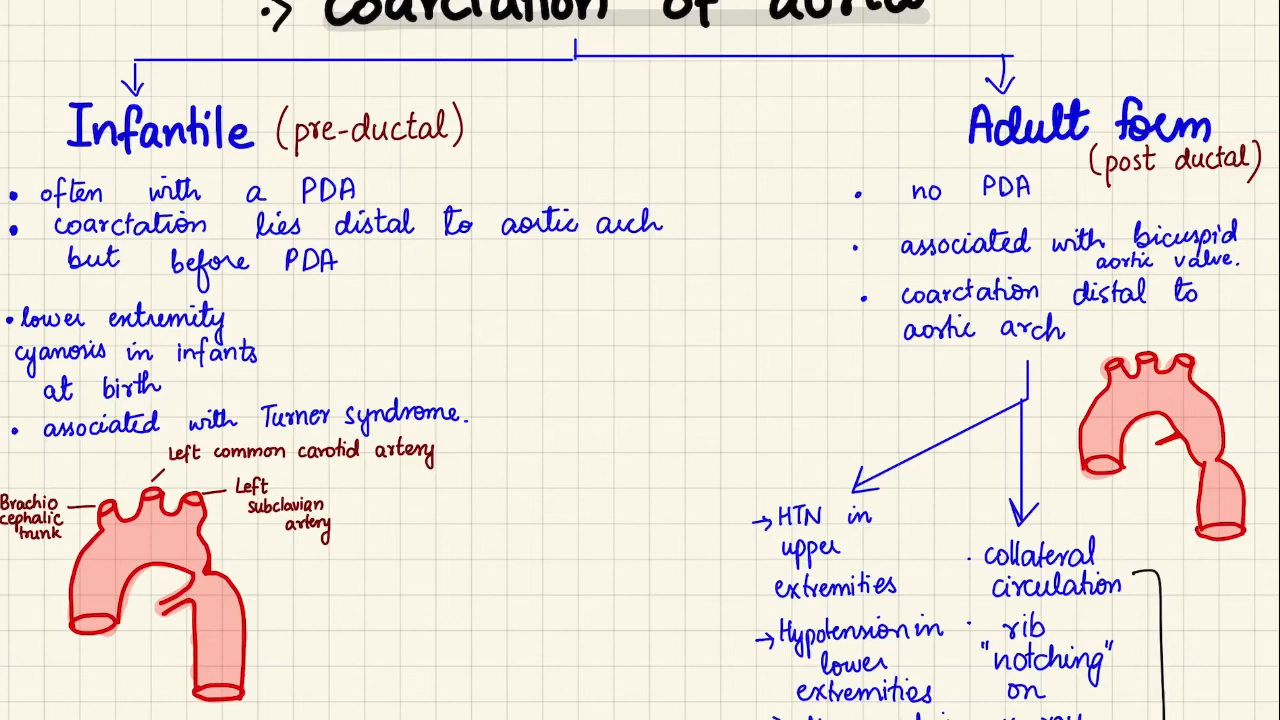 :> coarctation of aorta
Infantile (pre-ductal)
• often with a PDA
• coarctation lies distal to aortic arch
but before PDA
• lower extremity
cyanosis in infants
at birth
• associated with Turner syndrome.
Left common carotid artery
Brachio
cephalic
trunk
Left
subclavian
artery
Adult form
(post ductal)
• no PDA
• associated with bicuspid
aortic valve.
• coarctation distal to
aortic arch
→ HTN in
upper
extremities
→ Hypotension in
lower
extremities
• collateral
circulation
• rib
"notching"
on